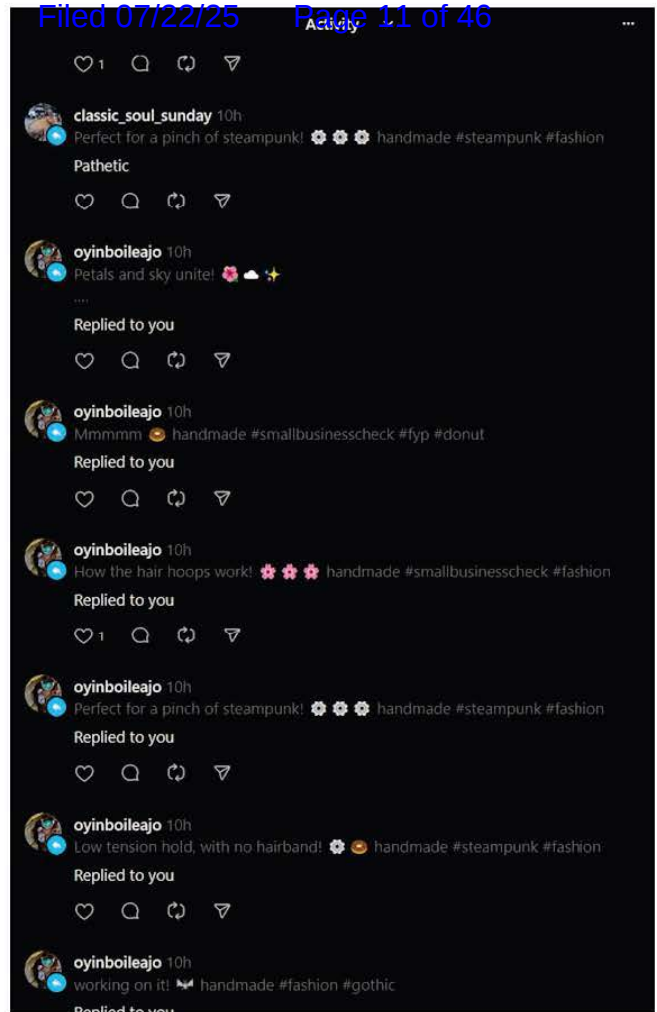 Filed 07/22/25 Page 11 of 46
Activity
1
classic_soul_sunday 10h
Perfect for a pinch of steampunk! ⚙️ ⚙️ ⚙️ handmade #steampunk #fashion
Pathetic
oyinboileajo 10h
Petals and sky unite! 🌺 ☁️ ✨
....
Replied to you
oyinboileajo 10h
Mmmmm 🍩 handmade #smallbusinesscheck #fyp #donut
Replied to you
oyinboileajo 10h
How the hair hoops work! 🌸 🌸 🌸 handmade #smallbusinesscheck #fashion
Replied to you
1
oyinboileajo 10h
Perfect for a pinch of steampunk! ⚙️ ⚙️ ⚙️ handmade #steampunk #fashion
Replied to you
oyinboileajo 10h
Low tension hold, with no hairband! ⚙️ 🍩 handmade #steampunk #fashion
Replied to you
oyinboileajo 10h
working on it! 🦇 handmade #fashion #gothic
Replied to you